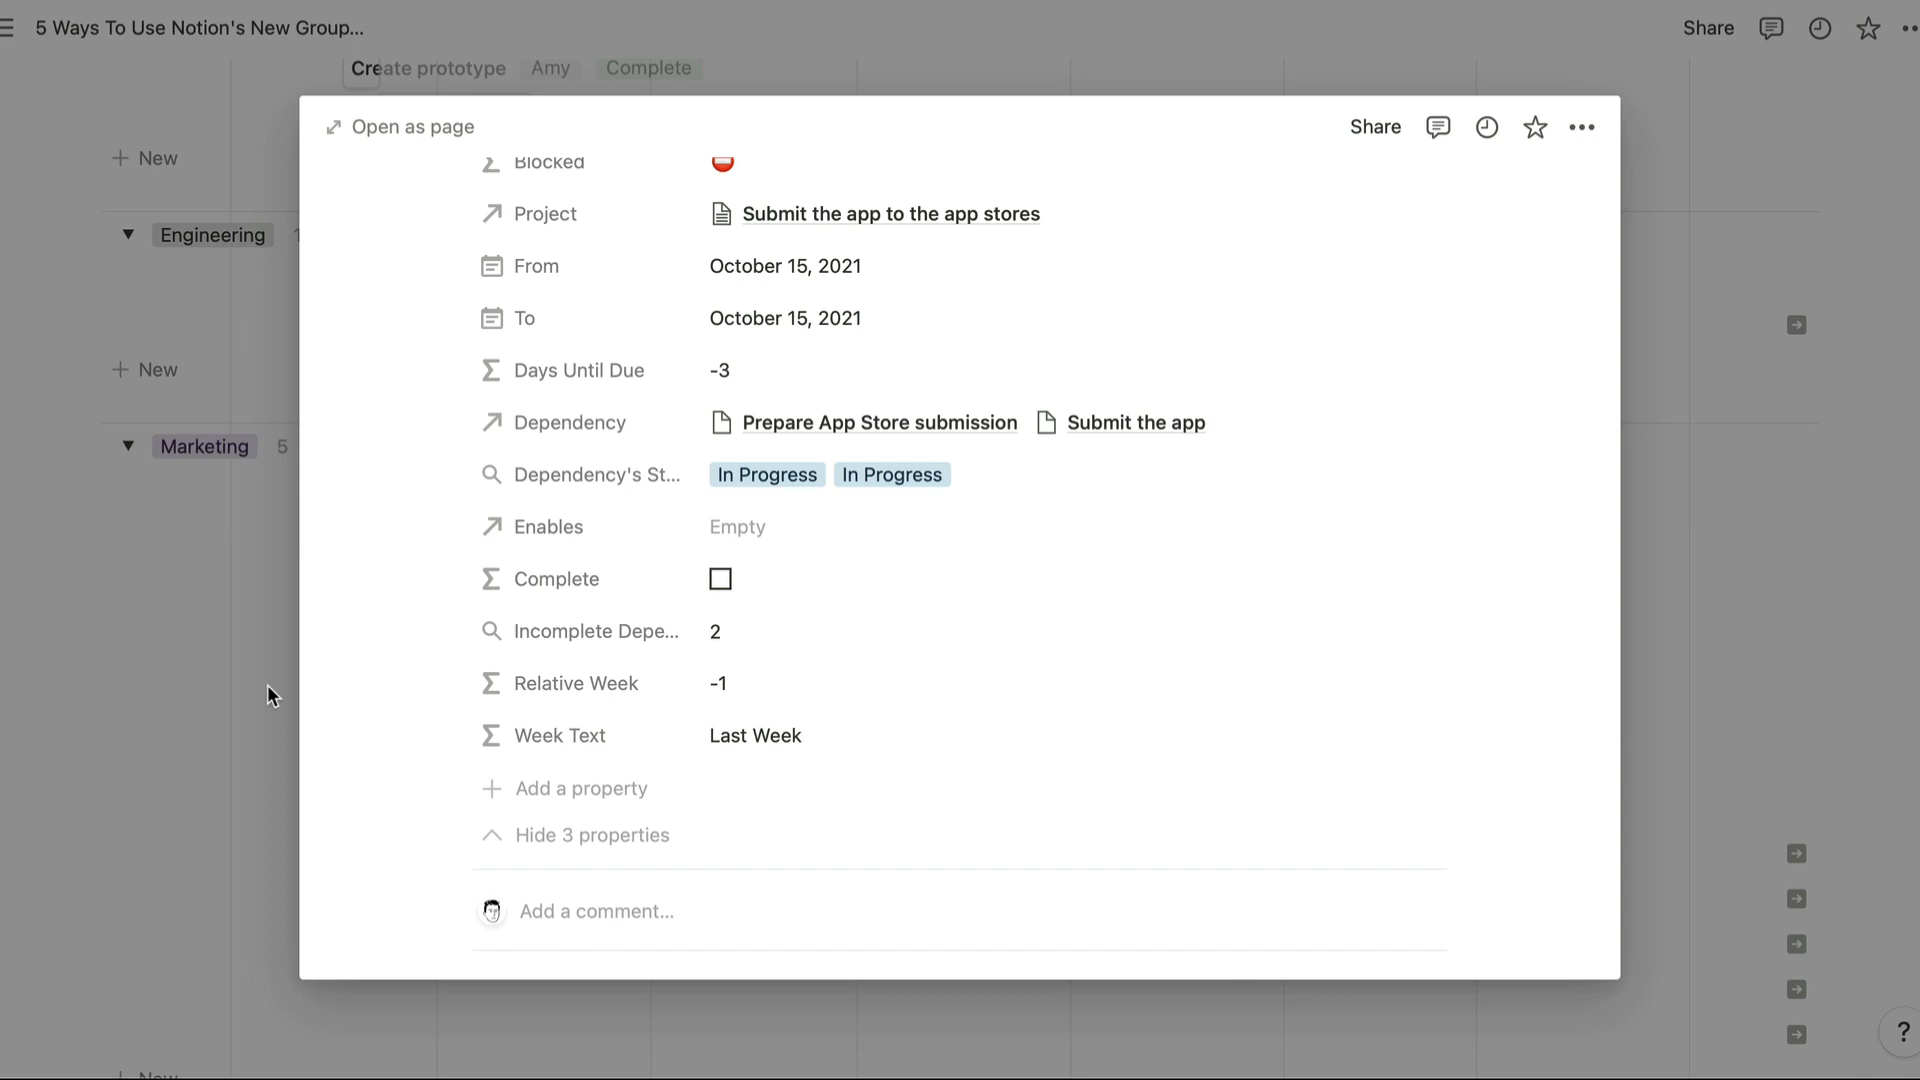 5 Ways To Use Notion's New Group...
Share
Create prototype Amy Complete
Open as page
Share
New
Blocked
Project Submit the app to the app stores
Engineering
From October 15, 2021
To October 15, 2021
New
Days Until Due -3
Dependency Prepare App Store submission Submit the app
Marketing 5
Dependency's St... In Progress In Progress
Enables Empty
Complete
Incomplete Depe... 2
Relative Week -1
Week Text Last Week
Add a property
Hide 3 properties
Add a comment...
?
New